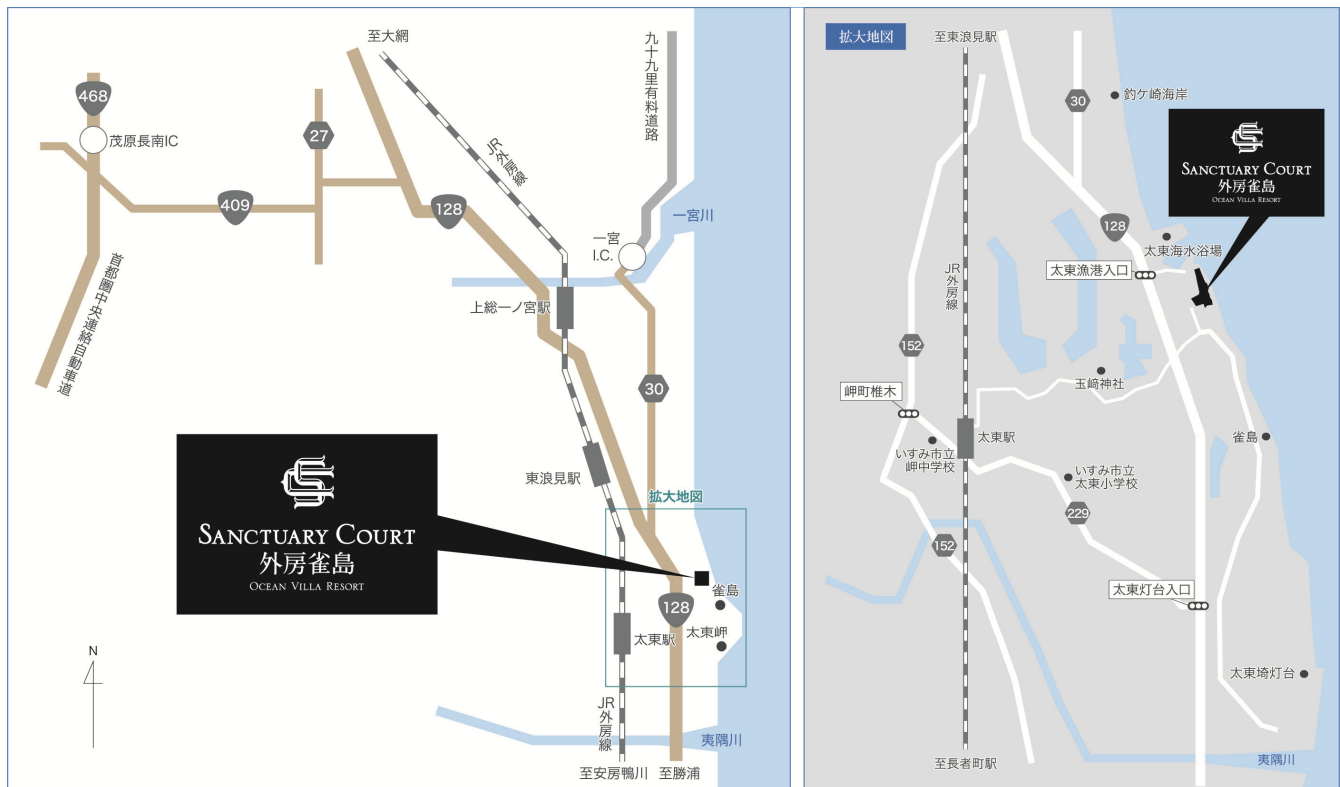 至大網
九十九里有料道路
468
茂原長南IC
27
JR外房線
409
128
一宮川
一宮
I.C.
首都圏中央連絡自動車道
上総一ノ宮駅
30
SANCTUARY COURT
外房雀島
OCEAN VILLA RESORT
東浪見駅
拡大地図
雀島
128
太東駅
太東岬
N
JR外房線
夷隅川
至安房鴨川
至勝浦
拡大地図
至東浪見駅
30
釣ケ崎海岸
SANCTUARY COURT
外房雀島
OCEAN VILLA RESORT
128
太東海水浴場
太東漁港入口
JR外房線
152
玉﨑神社
岬町椎木
太東駅
雀島
いすみ市立
岬中学校
いすみ市立
太東小学校
229
152
太東灯台入口
太東埼灯台
夷隅川
至長者町駅